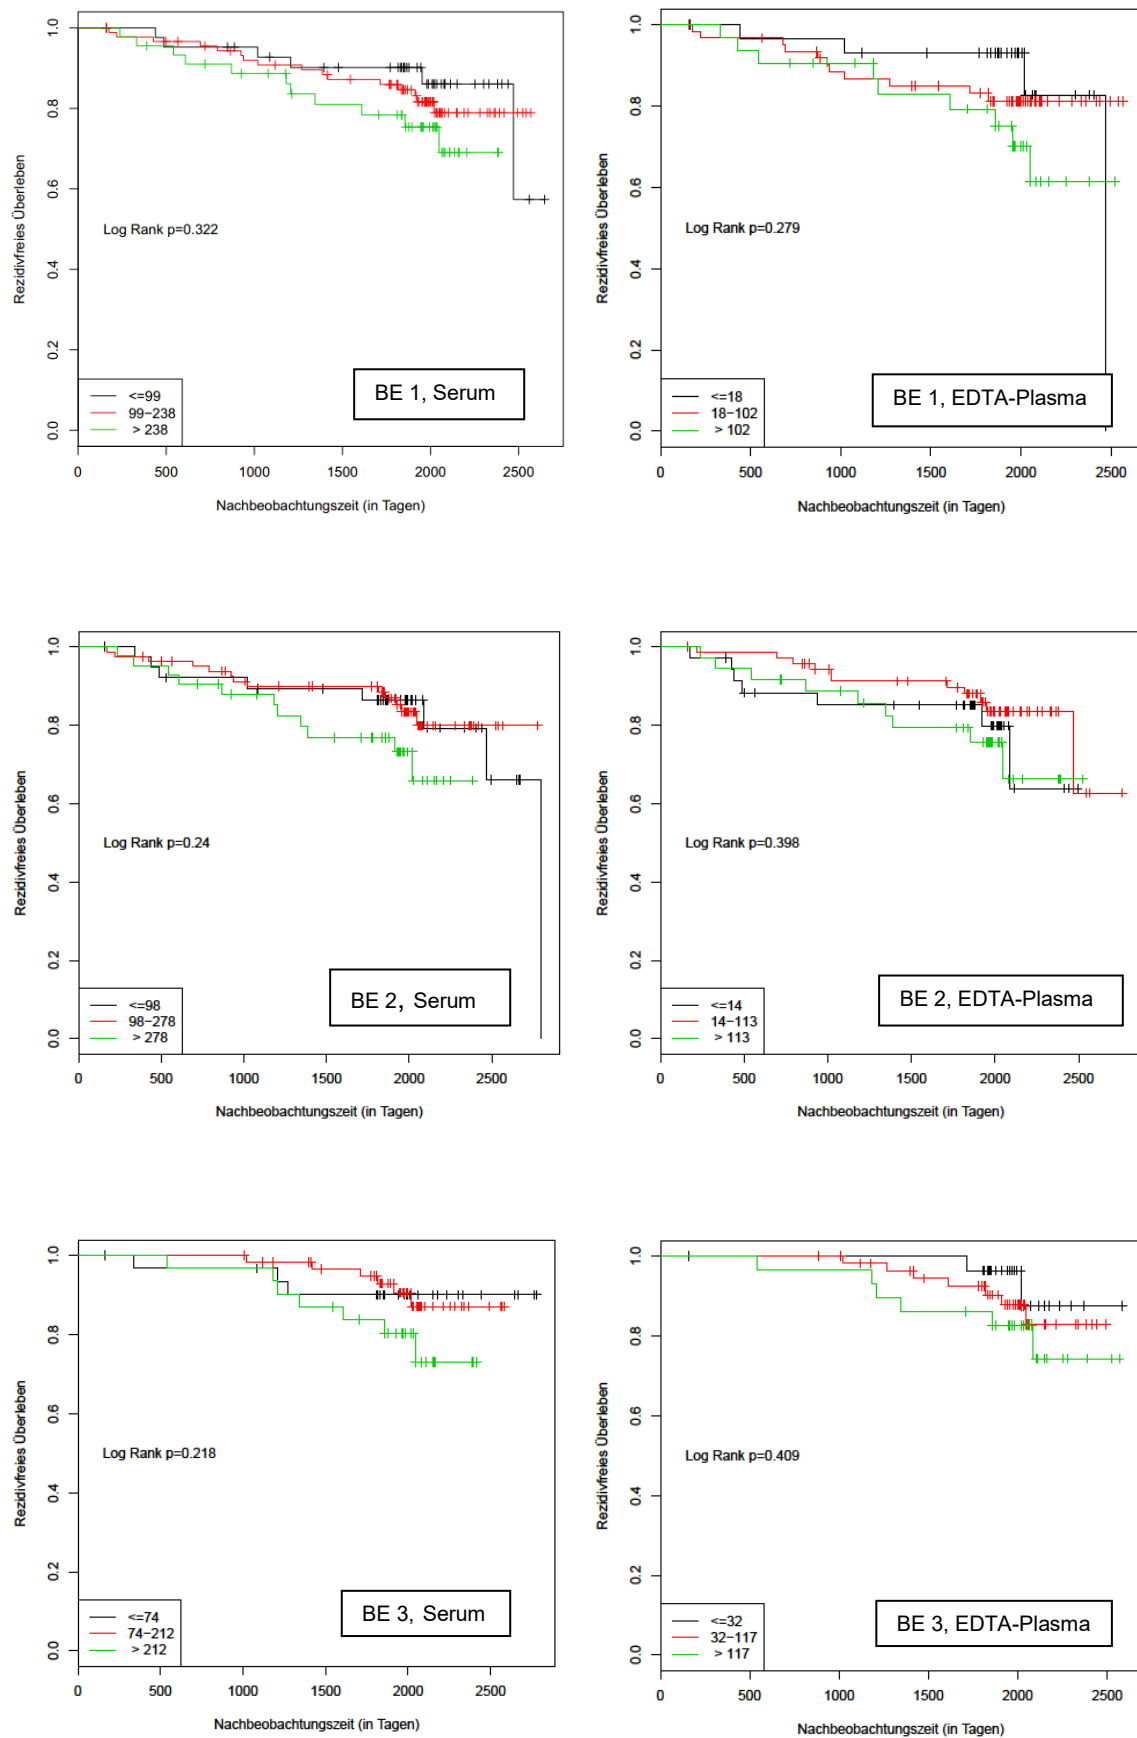 1.0
0.8
0.6
0.4
0.2
0.0
Rezidivfreies Überleben
Log Rank p=0.322
<=99
99−238
> 238
BE 1, Serum
0 500 1000 1500 2000 2500
Nachbeobachtungszeit (in Tagen)
1.0
0.8
0.6
0.4
0.2
0.0
Rezidivfreies Überleben
Log Rank p=0.279
<=18
18−102
> 102
BE 1, EDTA-Plasma
0 500 1000 1500 2000 2500
Nachbeobachtungszeit (in Tagen)
1.0
0.8
0.6
0.4
0.2
0.0
Rezidivfreies Überleben
Log Rank p=0.24
<=98
98−278
> 278
BE 2, Serum
0 500 1000 1500 2000 2500
Nachbeobachtungszeit (in Tagen)
1.0
0.8
0.6
0.4
0.2
0.0
Rezidivfreies Überleben
Log Rank p=0.398
<=14
14−113
> 113
BE 2, EDTA-Plasma
0 500 1000 1500 2000 2500
Nachbeobachtungszeit (in Tagen)
1.0
0.8
0.6
0.4
0.2
0.0
Rezidivfreies Überleben
Log Rank p=0.218
<=74
74−212
> 212
BE 3, Serum
0 500 1000 1500 2000 2500
Nachbeobachtungszeit (in Tagen)
1.0
0.8
0.6
0.4
0.2
0.0
Rezidivfreies Überleben
Log Rank p=0.409
<=32
32−117
> 117
BE 3, EDTA-Plasma
0 500 1000 1500 2000 2500
Nachbeobachtungszeit (in Tagen)